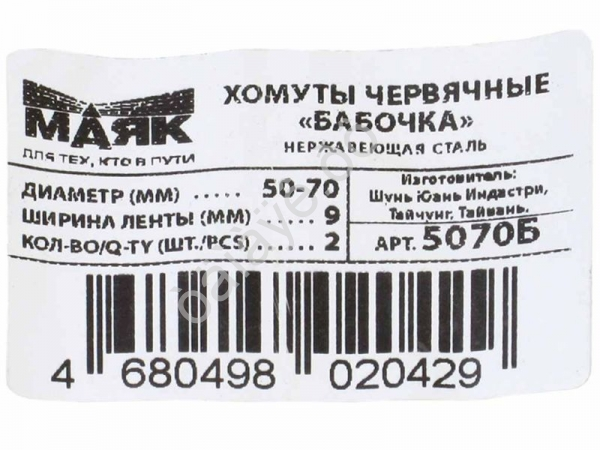 МАЯК
ДЛЯ ТЕХ, КТО В ПУТИ
ХОМУТЫ ЧЕРВЯЧНЫЕ
«БАБОЧКА»
НЕРЖАВЕЮЩАЯ СТАЛЬ
ДИАМЕТР (ММ) ..... 50-70
ШИРИНА ЛЕНТЫ (ММ) ... 9
КОЛ-ВО/Q-TY (ШТ./PCS) ..... 2
Изготовитель:
Шунь Юань Индастри,
Тайчунг, Тайвань.
АРТ. 5070Б
4 680498 020429